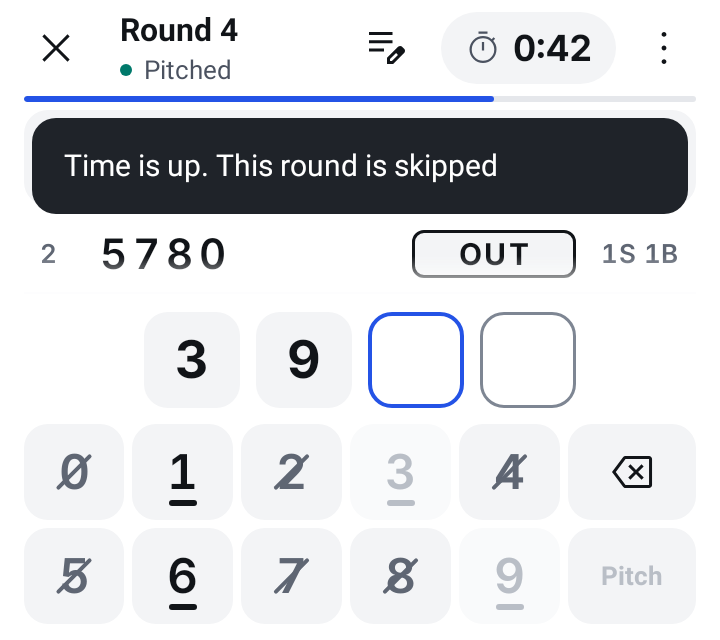 Round 4
Pitched
0:42
Time is up. This round is skipped
2 5780 OUT 1S 1B
3 9
0 1 2 3 4
5 6 7 8 9 Pitch